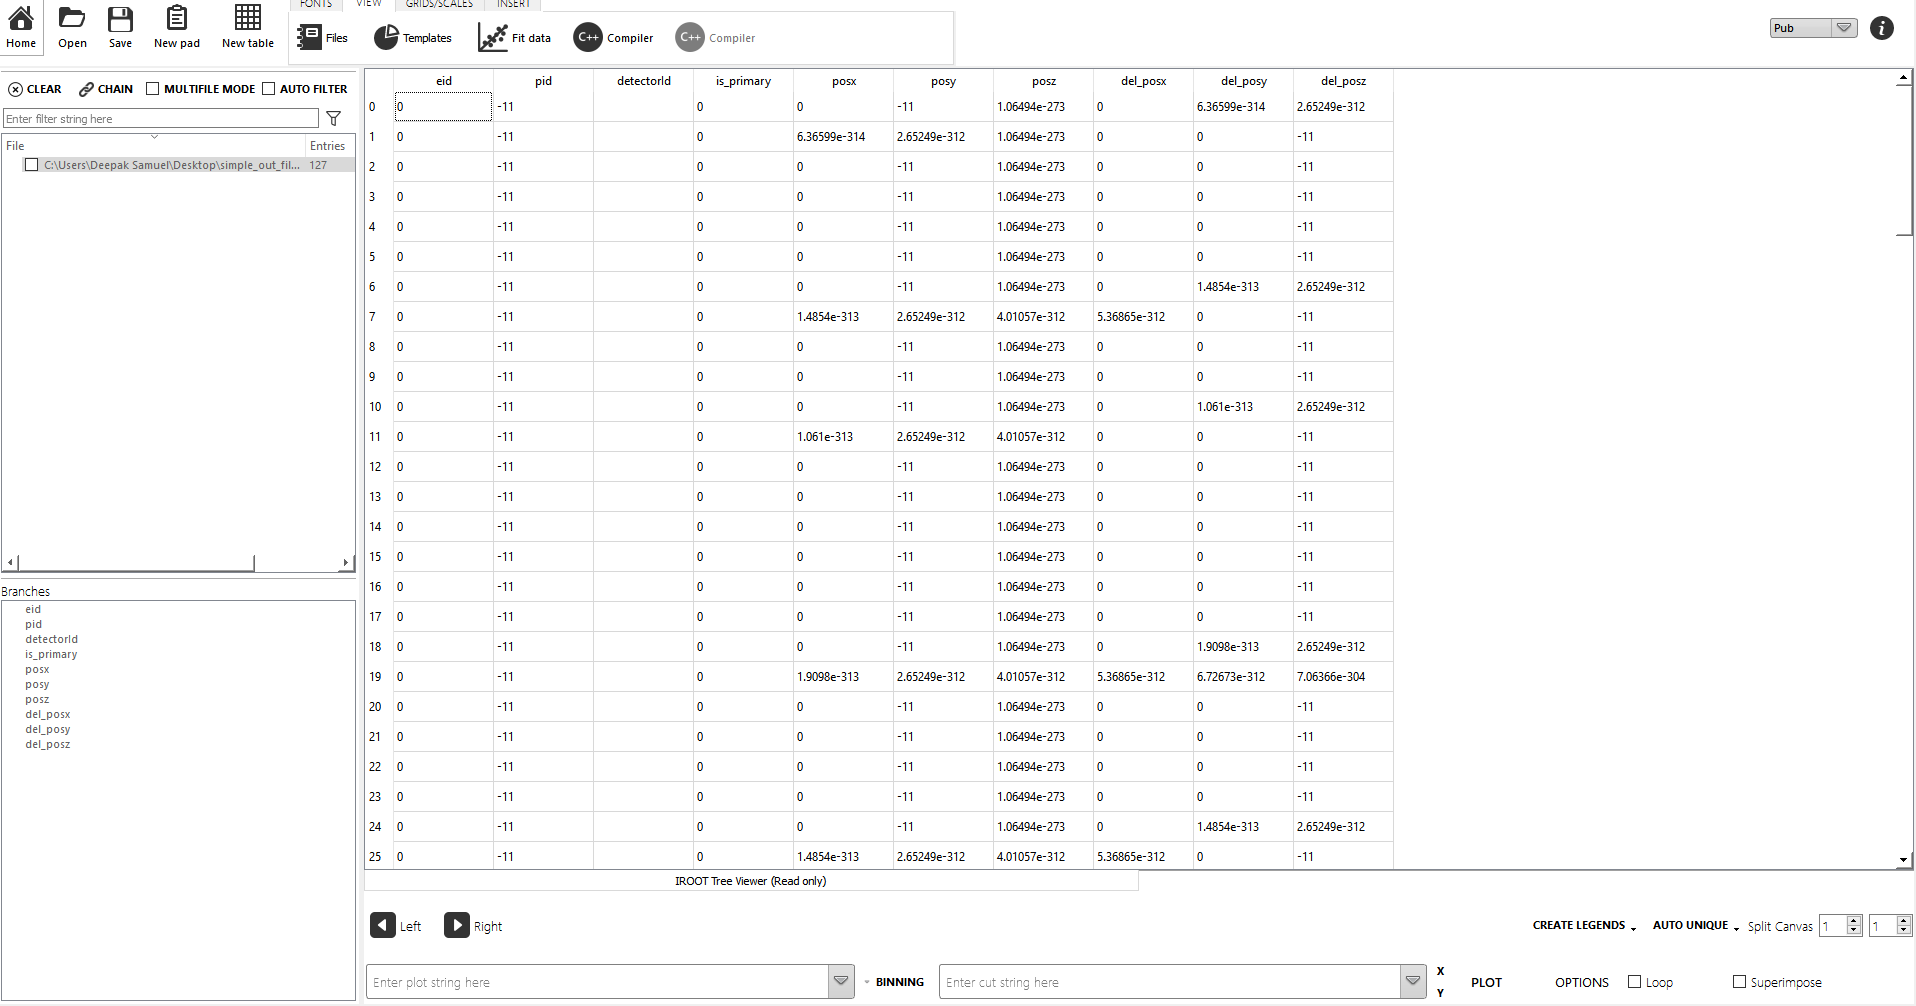 FONTS VIEW GRIDS/SCALES INSERT
Home Open Save New pad New table Files Templates Fit data C++ Compiler C++ Compiler Pub i
CLEAR CHAIN MULTIFILE MODE AUTO FILTER
Enter filter string here
File Entries
C:\Users\Deepak Samuel\Desktop\simple_out_fil... 127
Branches
eid
pid
detectorId
is_primary
posx
posy
posz
del_posx
del_posy
del_posz
eid pid detectorId is_primary posx posy posz del_posx del_posy del_posz
0 0 -11 0 0 -11 1.06494e-273 0 6.36599e-314 2.65249e-312
1 0 -11 0 6.36599e-314 2.65249e-312 1.06494e-273 0 0 -11
2 0 -11 0 0 -11 1.06494e-273 0 0 -11
3 0 -11 0 0 -11 1.06494e-273 0 0 -11
4 0 -11 0 0 -11 1.06494e-273 0 0 -11
5 0 -11 0 0 -11 1.06494e-273 0 0 -11
6 0 -11 0 0 -11 1.06494e-273 0 1.4854e-313 2.65249e-312
7 0 -11 0 1.4854e-313 2.65249e-312 4.01057e-312 5.36865e-312 0 -11
8 0 -11 0 0 -11 1.06494e-273 0 0 -11
9 0 -11 0 0 -11 1.06494e-273 0 0 -11
10 0 -11 0 0 -11 1.06494e-273 0 1.061e-313 2.65249e-312
11 0 -11 0 1.061e-313 2.65249e-312 4.01057e-312 0 0 -11
12 0 -11 0 0 -11 1.06494e-273 0 0 -11
13 0 -11 0 0 -11 1.06494e-273 0 0 -11
14 0 -11 0 0 -11 1.06494e-273 0 0 -11
15 0 -11 0 0 -11 1.06494e-273 0 0 -11
16 0 -11 0 0 -11 1.06494e-273 0 0 -11
17 0 -11 0 0 -11 1.06494e-273 0 0 -11
18 0 -11 0 0 -11 1.06494e-273 0 1.9098e-313 2.65249e-312
19 0 -11 0 1.9098e-313 2.65249e-312 4.01057e-312 5.36865e-312 6.72673e-312 7.06366e-304
20 0 -11 0 0 -11 1.06494e-273 0 0 -11
21 0 -11 0 0 -11 1.06494e-273 0 0 -11
22 0 -11 0 0 -11 1.06494e-273 0 0 -11
23 0 -11 0 0 -11 1.06494e-273 0 0 -11
24 0 -11 0 0 -11 1.06494e-273 0 1.4854e-313 2.65249e-312
25 0 -11 0 1.4854e-313 2.65249e-312 4.01057e-312 5.36865e-312 0 -11
IROOT Tree Viewer (Read only)
Left Right CREATE LEGENDS AUTO UNIQUE Split Canvas 1 1
Enter plot string here BINNING Enter cut string here X Y PLOT OPTIONS Loop Superimpose